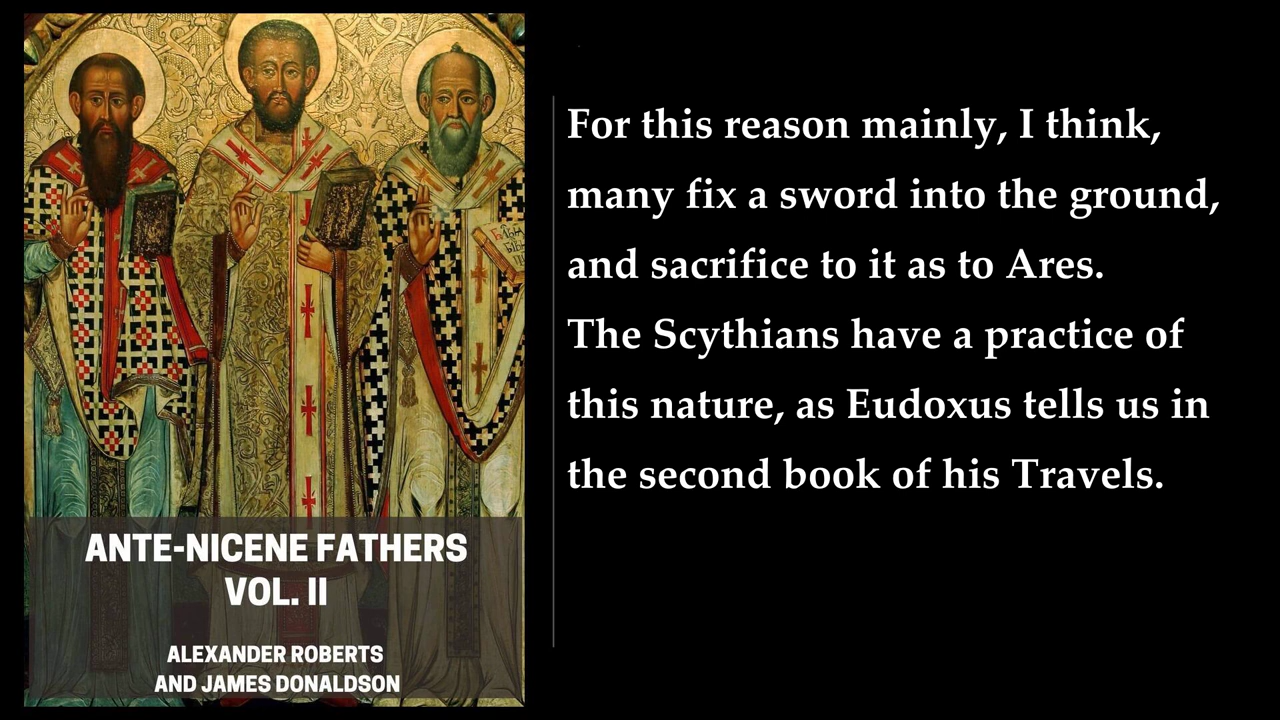 For this reason mainly, I think,
many fix a sword into the ground,
and sacrifice to it as to Ares.
The Scythians have a practice of
this nature, as Eudoxus tells us in
the second book of his Travels.
ANTE-NICENE FATHERS
VOL. II
ALEXANDER ROBERTS
AND JAMES DONALDSON